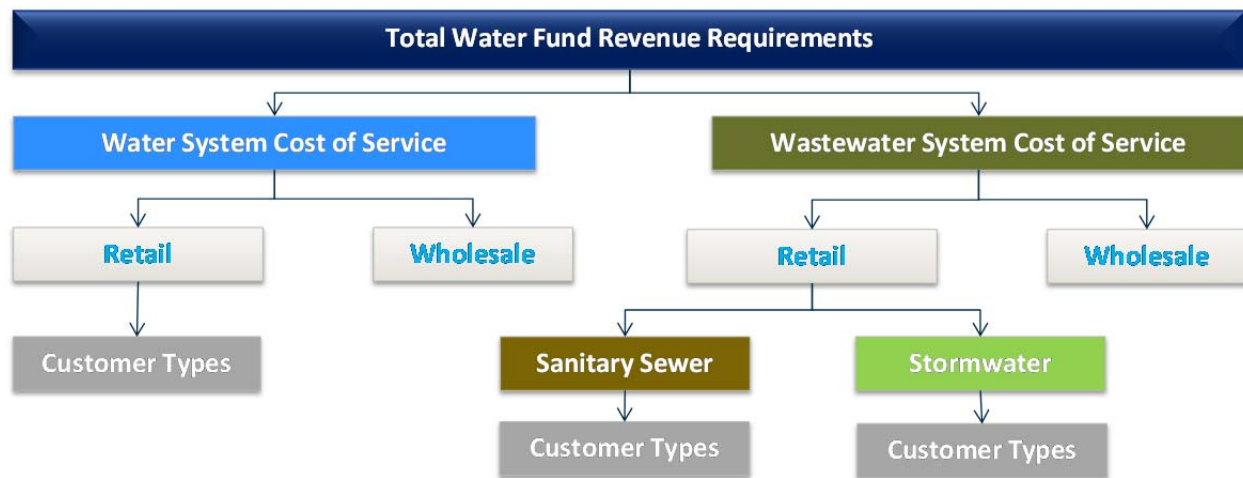 Total Water Fund Revenue Requirements
Water System Cost of Service
Wastewater System Cost of Service
Retail
Wholesale
Retail
Wholesale
Customer Types
Sanitary Sewer
Stormwater
Customer Types
Customer Types